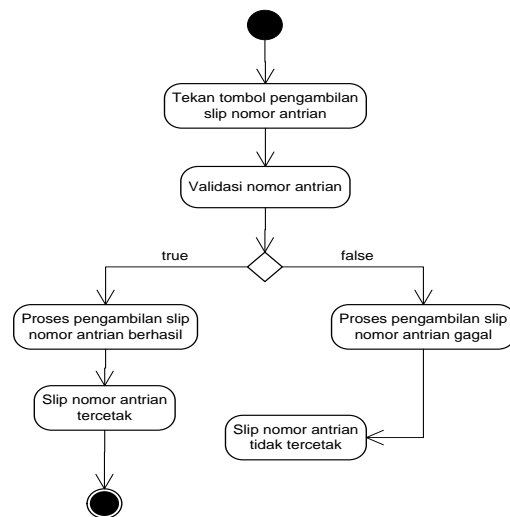 Tekan tombol pengambilan
slip nomor antrian
Validasi nomor antrian
true
false
Proses pengambilan slip
nomor antrian berhasil
Proses pengambilan slip
nomor antrian gagal
Slip nomor antrian
tercetak
Slip nomor antrian
tidak tercetak